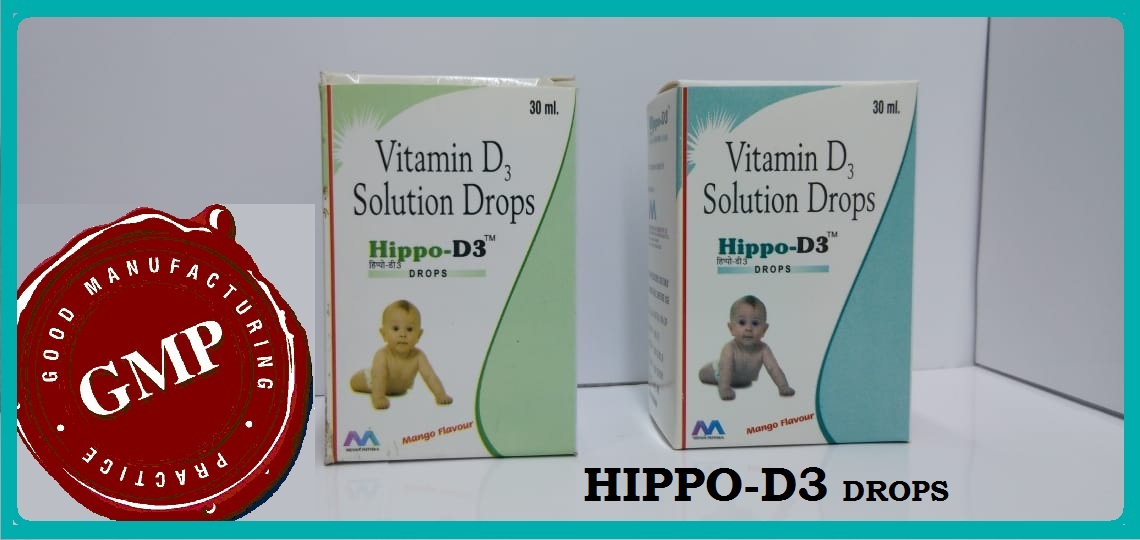 30 ml.
Vitamin D3
Solution Drops
Hippo-D3™
हिप्पो-डी 3
DROPS
Mango Flavour
30 ml.
Vitamin D3
Solution Drops
Hippo-D3™
हिप्पो-डी 3
DROPS
Mango Flavour
GOOD MANUFACTURING
GMP
PRACTICE
HIPPO-D3 DROPS